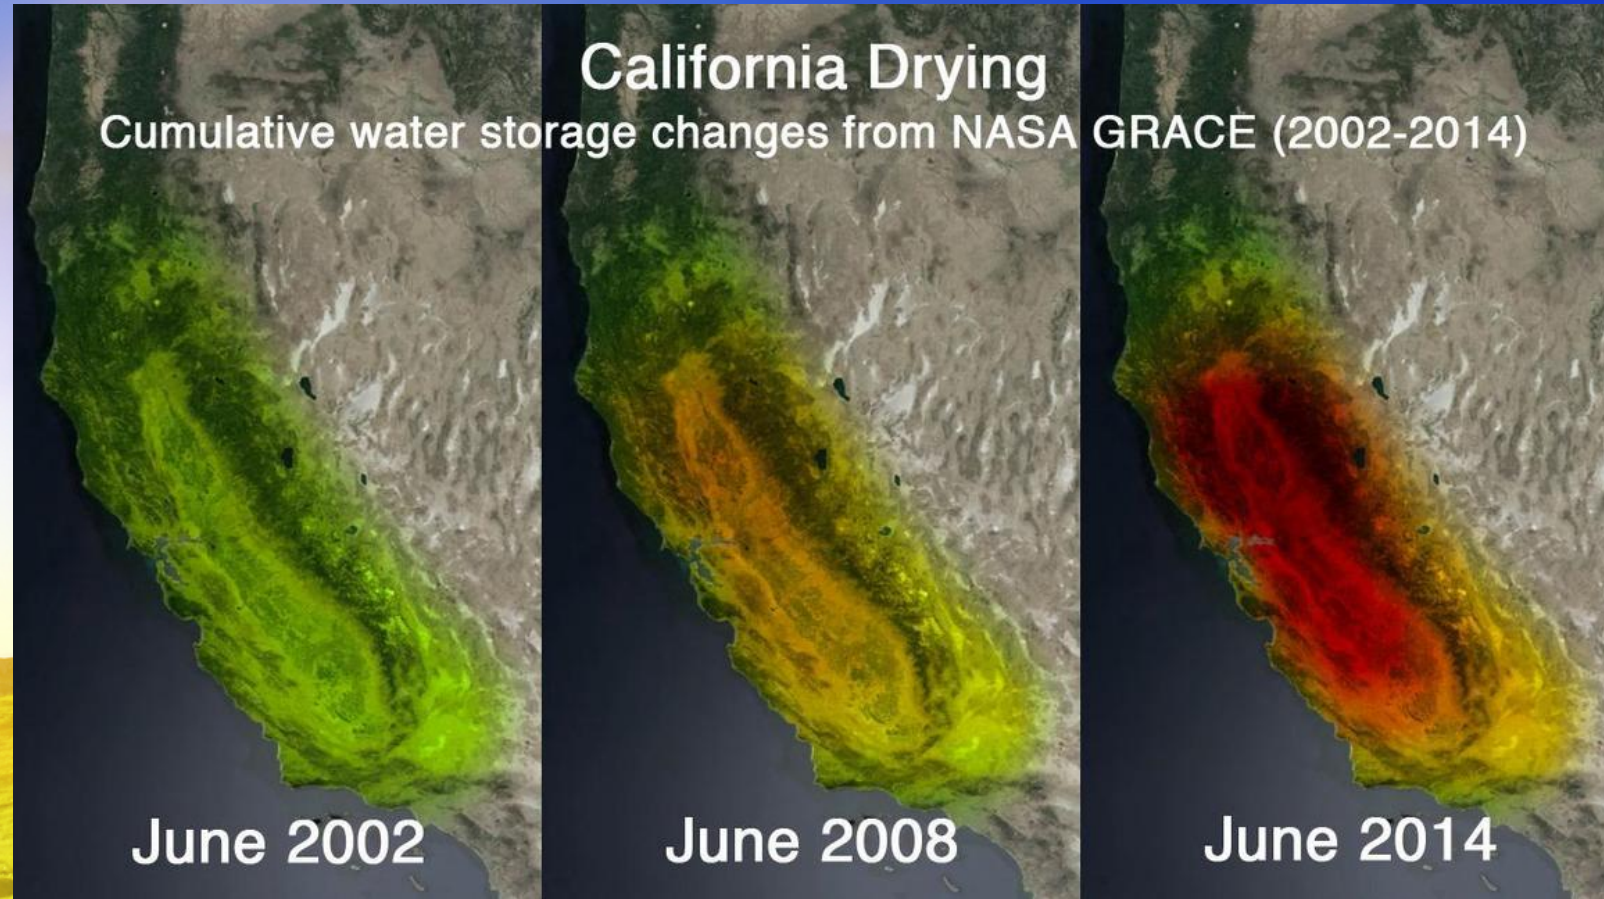 California Drying
Cumulative water storage changes from NASA GRACE (2002-2014)
June 2002
June 2008
June 2014